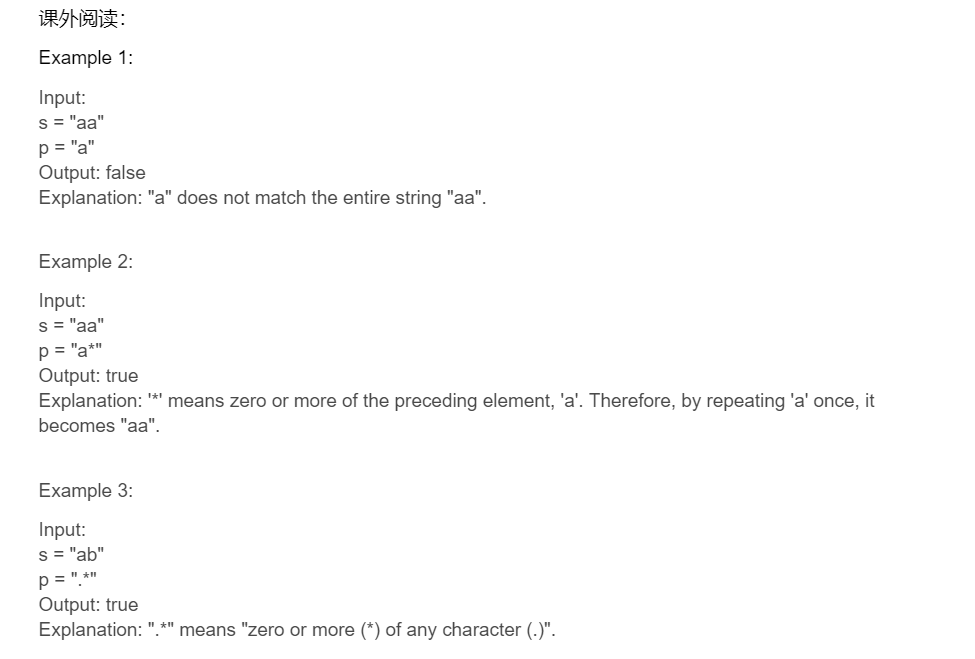 课外阅读：
Example 1:
Input:
s = "aa"
p = "a"
Output: false
Explanation: "a" does not match the entire string "aa".
Example 2:
Input:
s = "aa"
p = "a*"
Output: true
Explanation: '*' means zero or more of the preceding element, 'a'. Therefore, by repeating 'a' once, it
becomes "aa".
Example 3:
Input:
s = "ab"
p = ".*"
Output: true
Explanation: ".*" means "zero or more (*) of any character (.)".